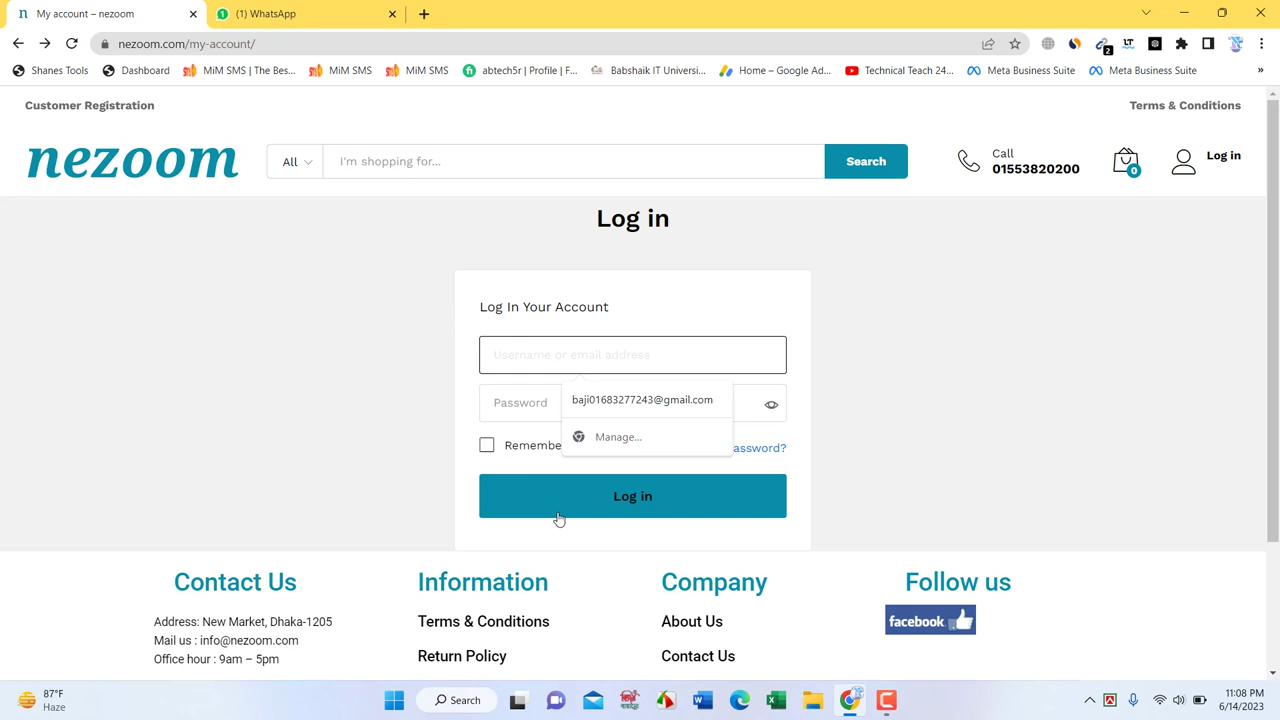 My account – nezoom
(1) WhatsApp
nezoom.com/my-account/
2
Shanes Tools
Dashboard
MiM SMS | The Bes...
MiM SMS
MiM SMS
abtech5r | Profile | F...
Babshaik IT Universi...
Home – Google Ad...
Technical Teach 24...
Meta Business Suite
Meta Business Suite
»
Customer Registration
Terms & Conditions
nezoom
All
I'm shopping for...
Search
Call
01553820200
0
Log in
Log in
Log In Your Account
Username or email address
Password
baji01683277243@gmail.com
Manage...
Remembe
assword?
Log in
Contact Us
Information
Company
Follow us
Address: New Market, Dhaka-1205
Terms & Conditions
About Us
facebook
Mail us : info@nezoom.com
Office hour : 9am – 5pm
Return Policy
Contact Us
87°F
Haze
Search
11:08 PM
6/14/2023